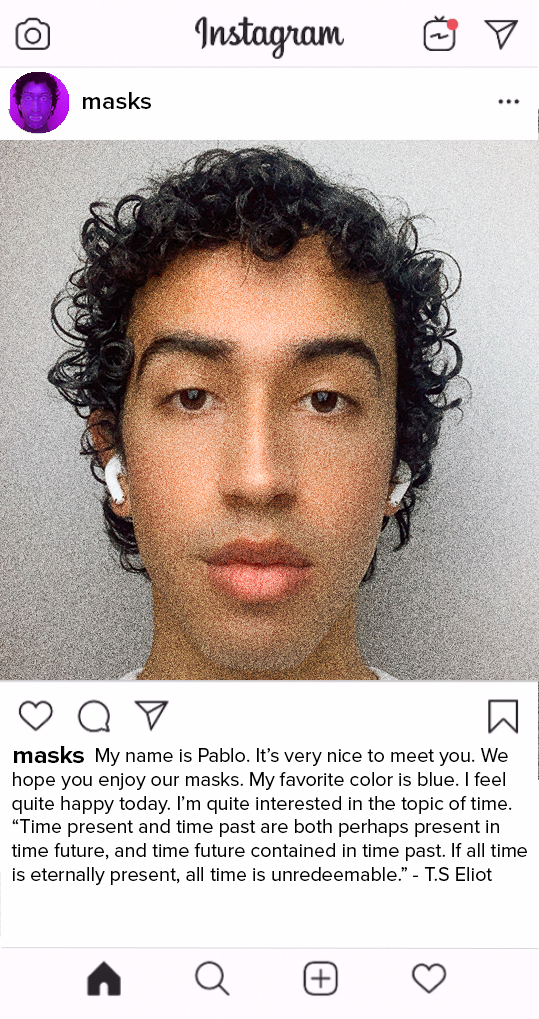 Instagram
masks
masks My name is Pablo. It’s very nice to meet you. We
hope you enjoy our masks. My favorite color is blue. I feel
quite happy today. I’m quite interested in the topic of time.
“Time present and time past are both perhaps present in
time future, and time future contained in time past. If all time
is eternally present, all time is unredeemable.” - T.S Eliot